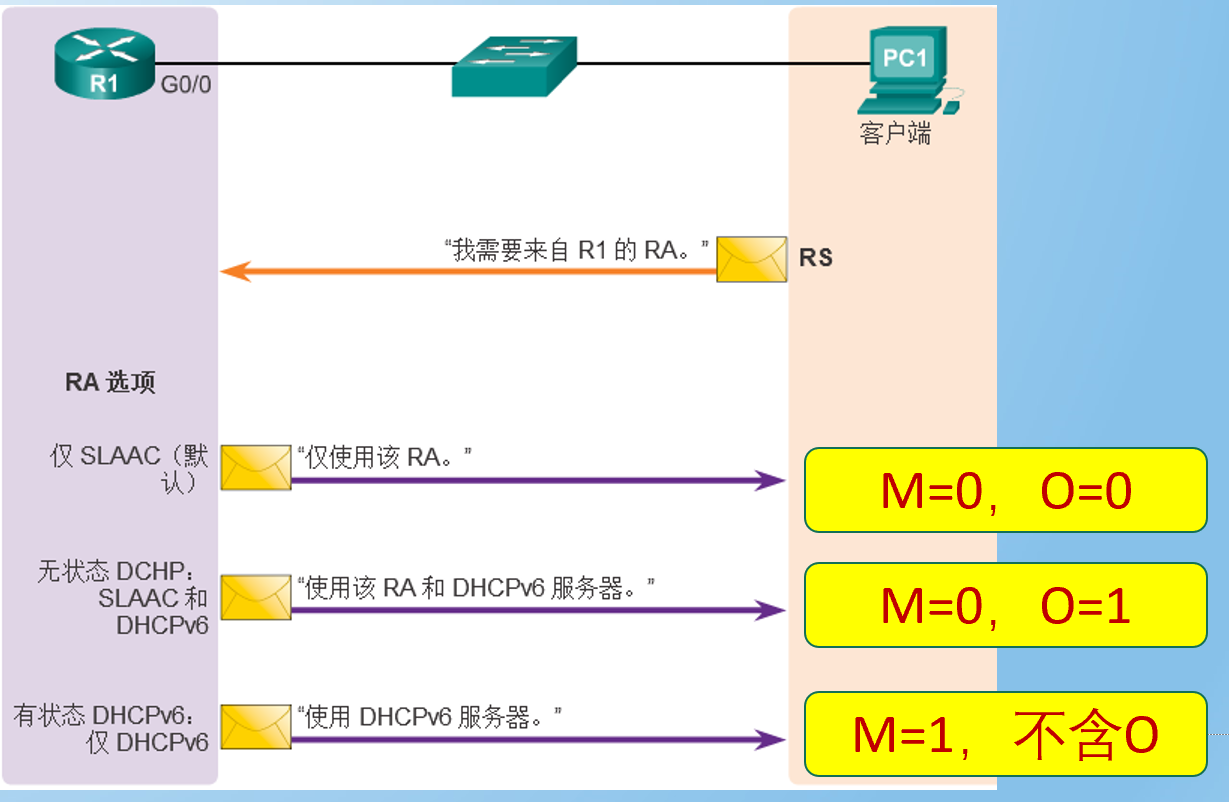 R1
G0/0
PC1
客户端
“我需要来自 R1 的 RA。”
RS
RA 选项
仅 SLAAC（默
认）
“仅使用该 RA。”
M=0， O=0
无状态 DCHP：
SLAAC 和
DHCPv6
“使用该 RA 和 DHCPv6 服务器。”
M=0， O=1
有状态 DHCPv6：
仅 DHCPv6
“使用 DHCPv6 服务器。”
M=1， 不含O